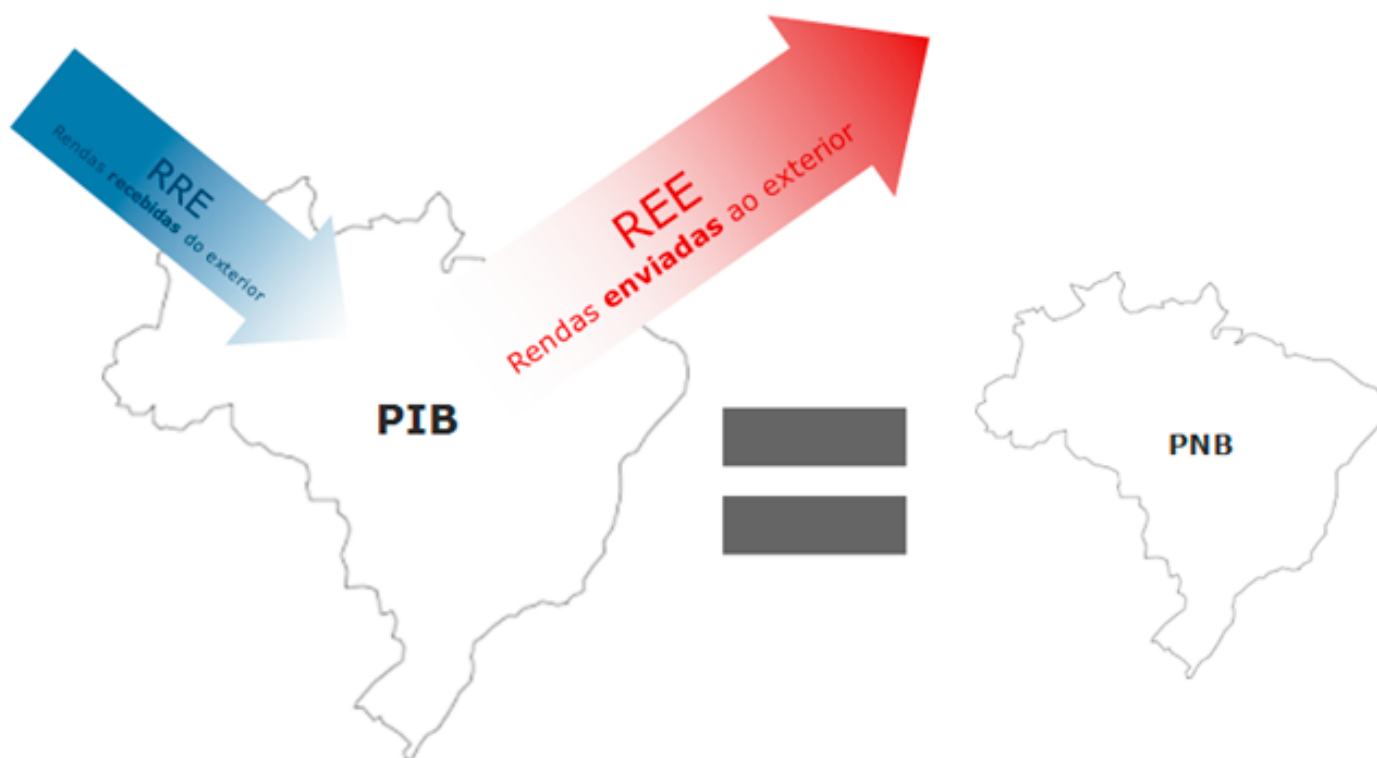 RRE
Rendas recebidas do exterior
REE
Rendas enviadas ao exterior
PIB
PNB